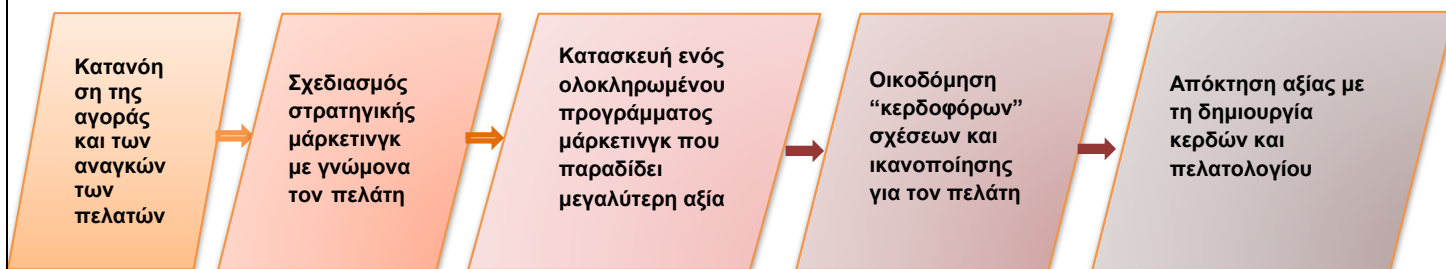 Κατανόη
ση της
αγοράς
και των
αναγκών
των
πελατών
Σχεδιασμός
στρατηγικής
μάρκετινγκ
με γνώμονα
τον πελάτη
Κατασκευή ενός
ολοκληρωμένου
προγράμματος
μάρκετινγκ που
παραδίδει
μεγαλύτερη αξία
Οικοδόμηση
“κερδοφόρων”
σχέσεων και
ικανοποίησης
για τον πελάτη
Απόκτηση αξίας με
τη δημιουργία
κερδών και
πελατολογίου